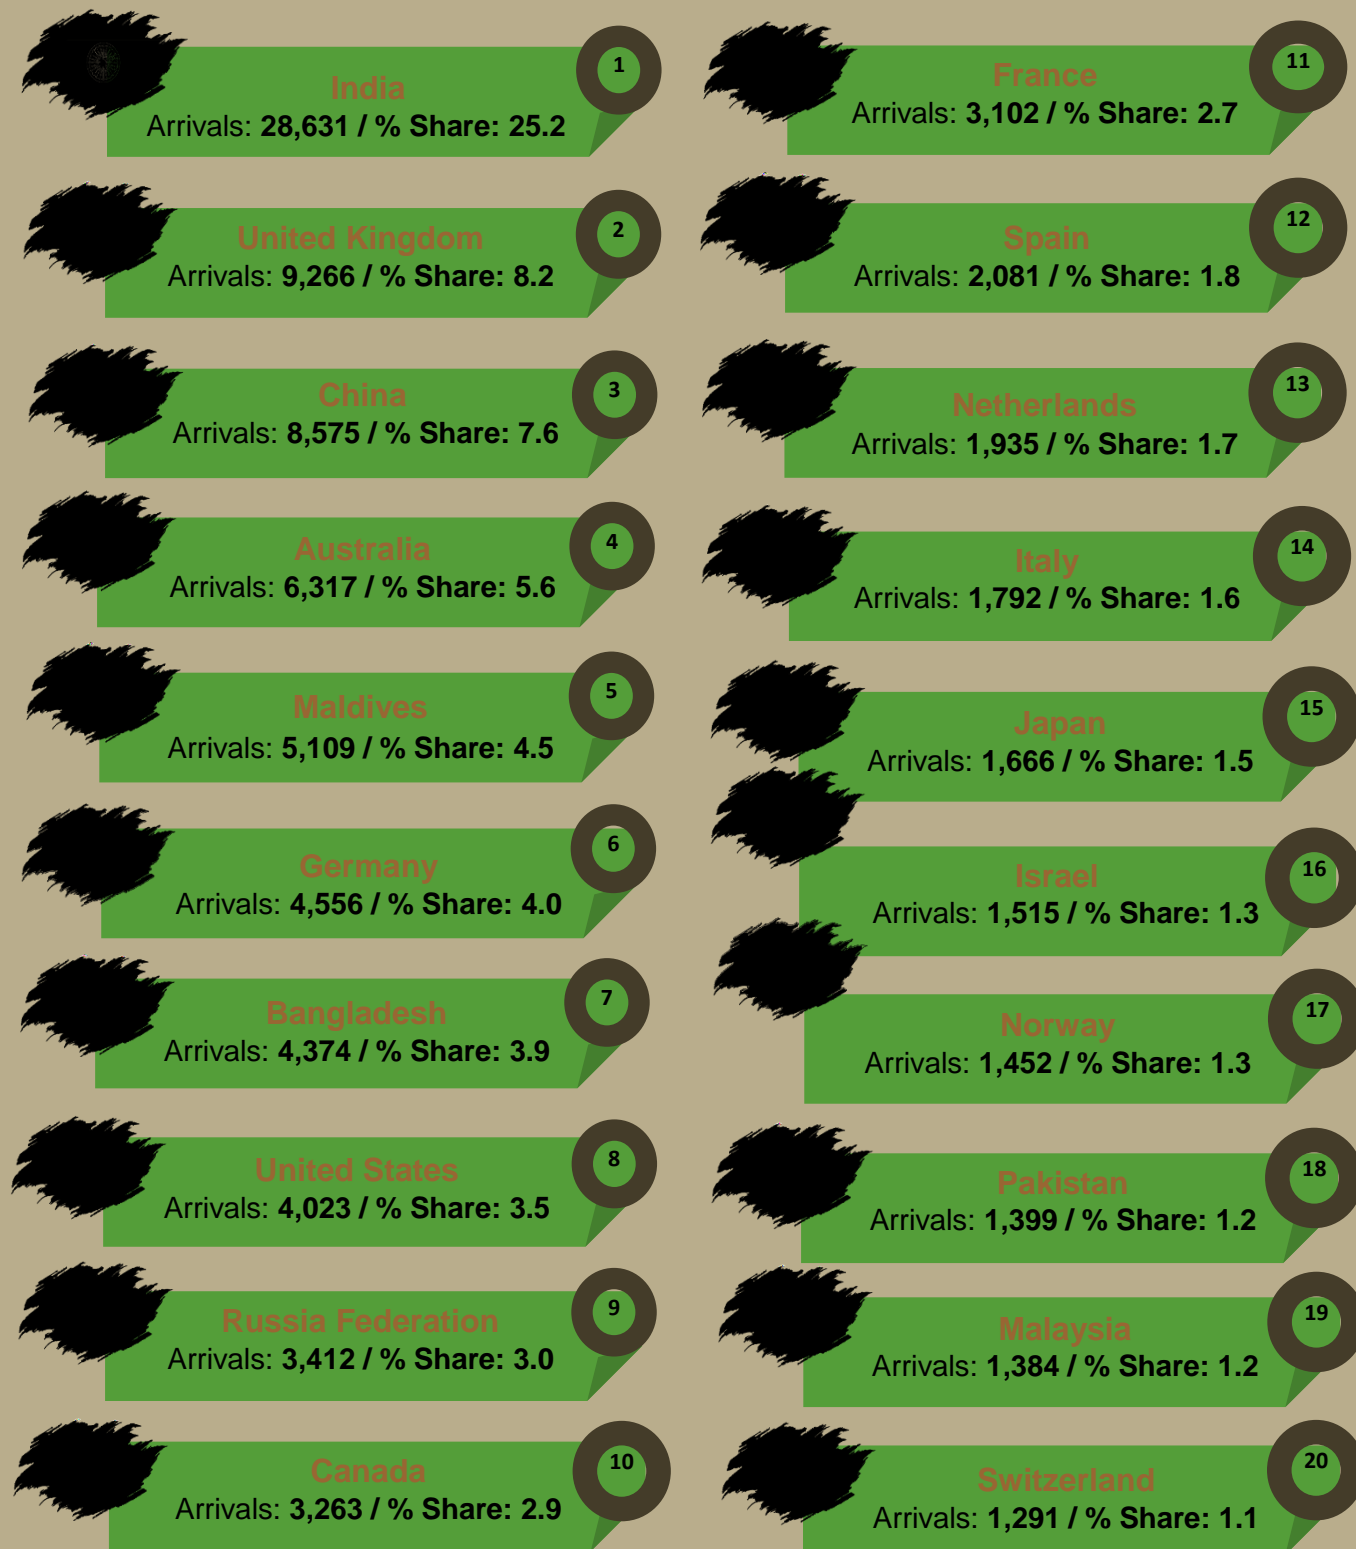 1
India
Arrivals: 28,631 / % Share: 25.2
2
United Kingdom
Arrivals: 9,266 / % Share: 8.2
3
China
Arrivals: 8,575 / % Share: 7.6
4
Australia
Arrivals: 6,317 / % Share: 5.6
5
Maldives
Arrivals: 5,109 / % Share: 4.5
6
Germany
Arrivals: 4,556 / % Share: 4.0
7
Bangladesh
Arrivals: 4,374 / % Share: 3.9
8
United States
Arrivals: 4,023 / % Share: 3.5
9
Russia Federation
Arrivals: 3,412 / % Share: 3.0
10
Canada
Arrivals: 3,263 / % Share: 2.9
11
France
Arrivals: 3,102 / % Share: 2.7
12
Spain
Arrivals: 2,081 / % Share: 1.8
13
Netherlands
Arrivals: 1,935 / % Share: 1.7
14
Italy
Arrivals: 1,792 / % Share: 1.6
15
Japan
Arrivals: 1,666 / % Share: 1.5
16
Israel
Arrivals: 1,515 / % Share: 1.3
17
Norway
Arrivals: 1,452 / % Share: 1.3
18
Pakistan
Arrivals: 1,399 / % Share: 1.2
19
Malaysia
Arrivals: 1,384 / % Share: 1.2
20
Switzerland
Arrivals: 1,291 / % Share: 1.1